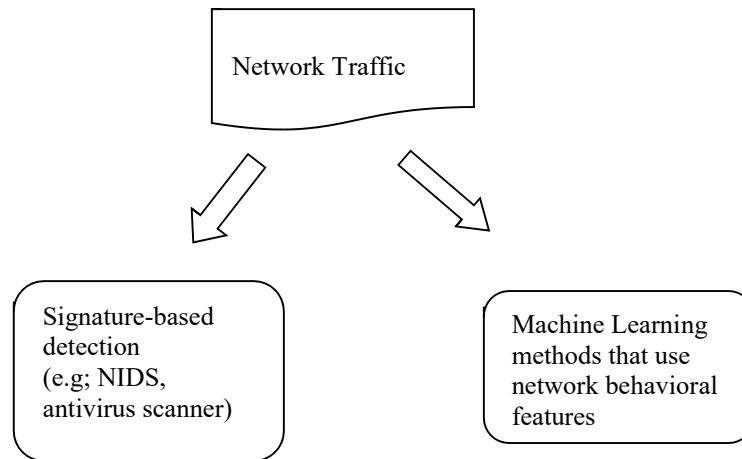 Network Traffic
Signature-based
detection
(e.g; NIDS,
antivirus scanner)
Machine Learning
methods that use
network behavioral
features